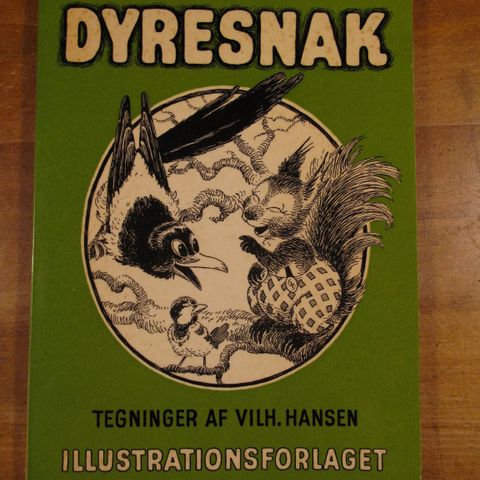 DYRESNAK
TEGNINGER AF VILH. HANSEN
ILLUSTRATIONSFORLAGET